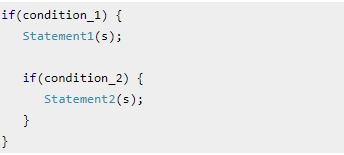 if(condition_1) {
Statement1(s);
if(condition_2) {
Statement2(s);
}
}